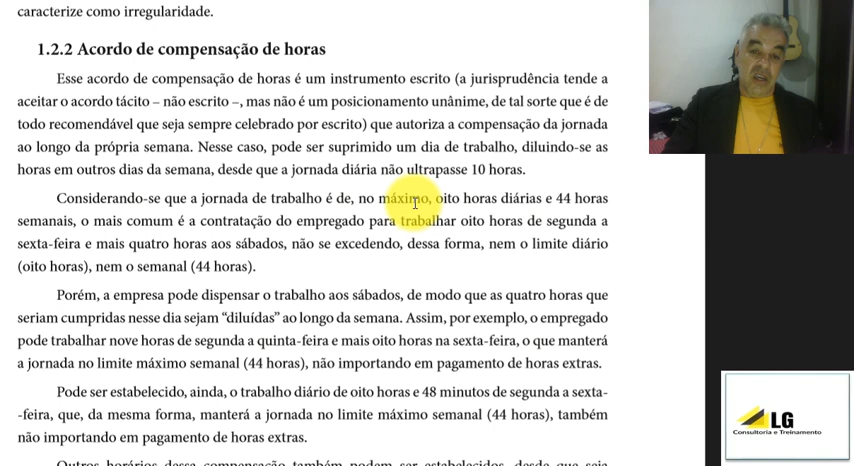 caracterize como irregularidade.
1.2.2 Acordo de compensação de horas
Esse acordo de compensação de horas é um instrumento escrito (a jurisprudência tende a
aceitar o acordo tácito – não escrito –, mas não é um posicionamento unânime, de tal sorte que é de
todo recomendável que seja sempre celebrado por escrito) que autoriza a compensação da jornada
ao longo da própria semana. Nesse caso, pode ser suprimido um dia de trabalho, diluindo-se as
horas em outros dias da semana, desde que a jornada diária não ultrapasse 10 horas.
Considerando-se que a jornada de trabalho é de, no máximo, oito horas diárias e 44 horas
semanais, o mais comum é a contratação do empregado para trabalhar oito horas de segunda a
sexta-feira e mais quatro horas aos sábados, não se excedendo, dessa forma, nem o limite diário
(oito horas), nem o semanal (44 horas).
Porém, a empresa pode dispensar o trabalho aos sábados, de modo que as quatro horas que
seriam cumpridas nesse dia sejam “diluídas” ao longo da semana. Assim, por exemplo, o empregado
pode trabalhar nove horas de segunda a quinta-feira e mais oito horas na sexta-feira, o que manterá
a jornada no limite máximo semanal (44 horas), não importando em pagamento de horas extras.
Pode ser estabelecido, ainda, o trabalho diário de oito horas e 48 minutos de segunda a sexta-
-feira, que, da mesma forma, manterá a jornada no limite máximo semanal (44 horas), também
não importando em pagamento de horas extras.
Outros horários dessa compensação também podem ser estabelecidos, desde que seja
LG
Consultoria e Treinamento